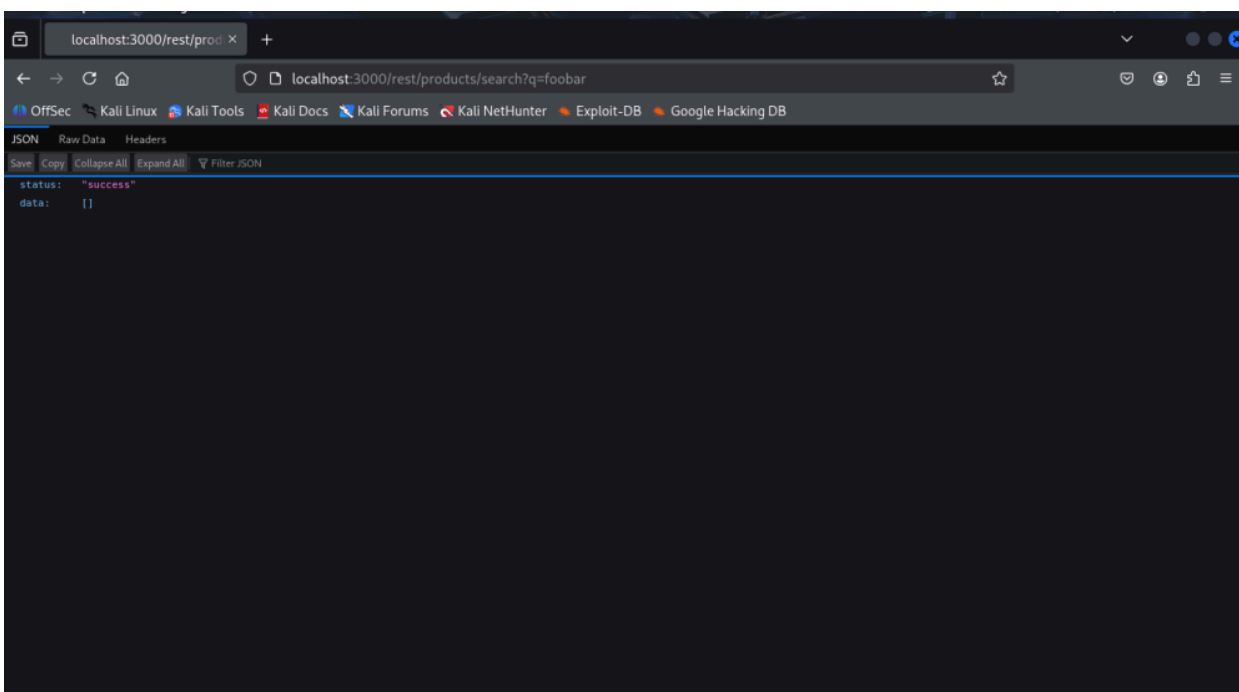 localhost:3000/rest/prod
localhost:3000/rest/products/search?q=foobar
OffSec Kali Linux Kali Tools Kali Docs Kali Forums Kali NetHunter Exploit-DB Google Hacking DB
JSON Raw Data Headers
Save Copy Collapse All Expand All Filter JSON
status: "success"
data: []